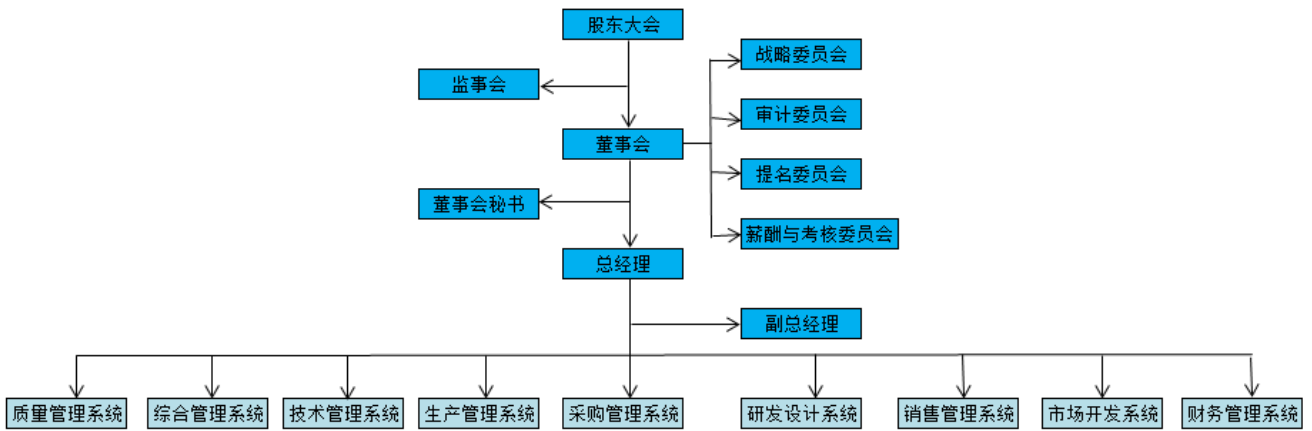 股东大会
战略委员会
监事会
审计委员会
董事会
提名委员会
董事会秘书
薪酬与考核委员会
总经理
副总经理
质量管理系统
综合管理系统
技术管理系统
生产管理系统
采购管理系统
研发设计系统
销售管理系统
市场开发系统
财务管理系统